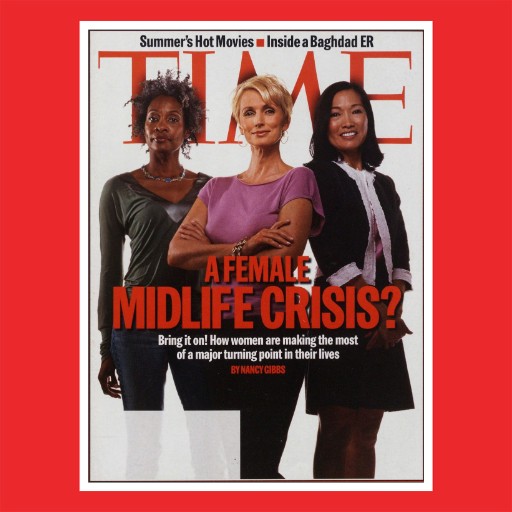 Summer's Hot Movies ■ Inside a Baghdad ER
TIME
A FEMALE
MIDLIFE CRISIS?
Bring it on! How women are making the most
of a major turning point in their lives
BY NANCY GIBBS